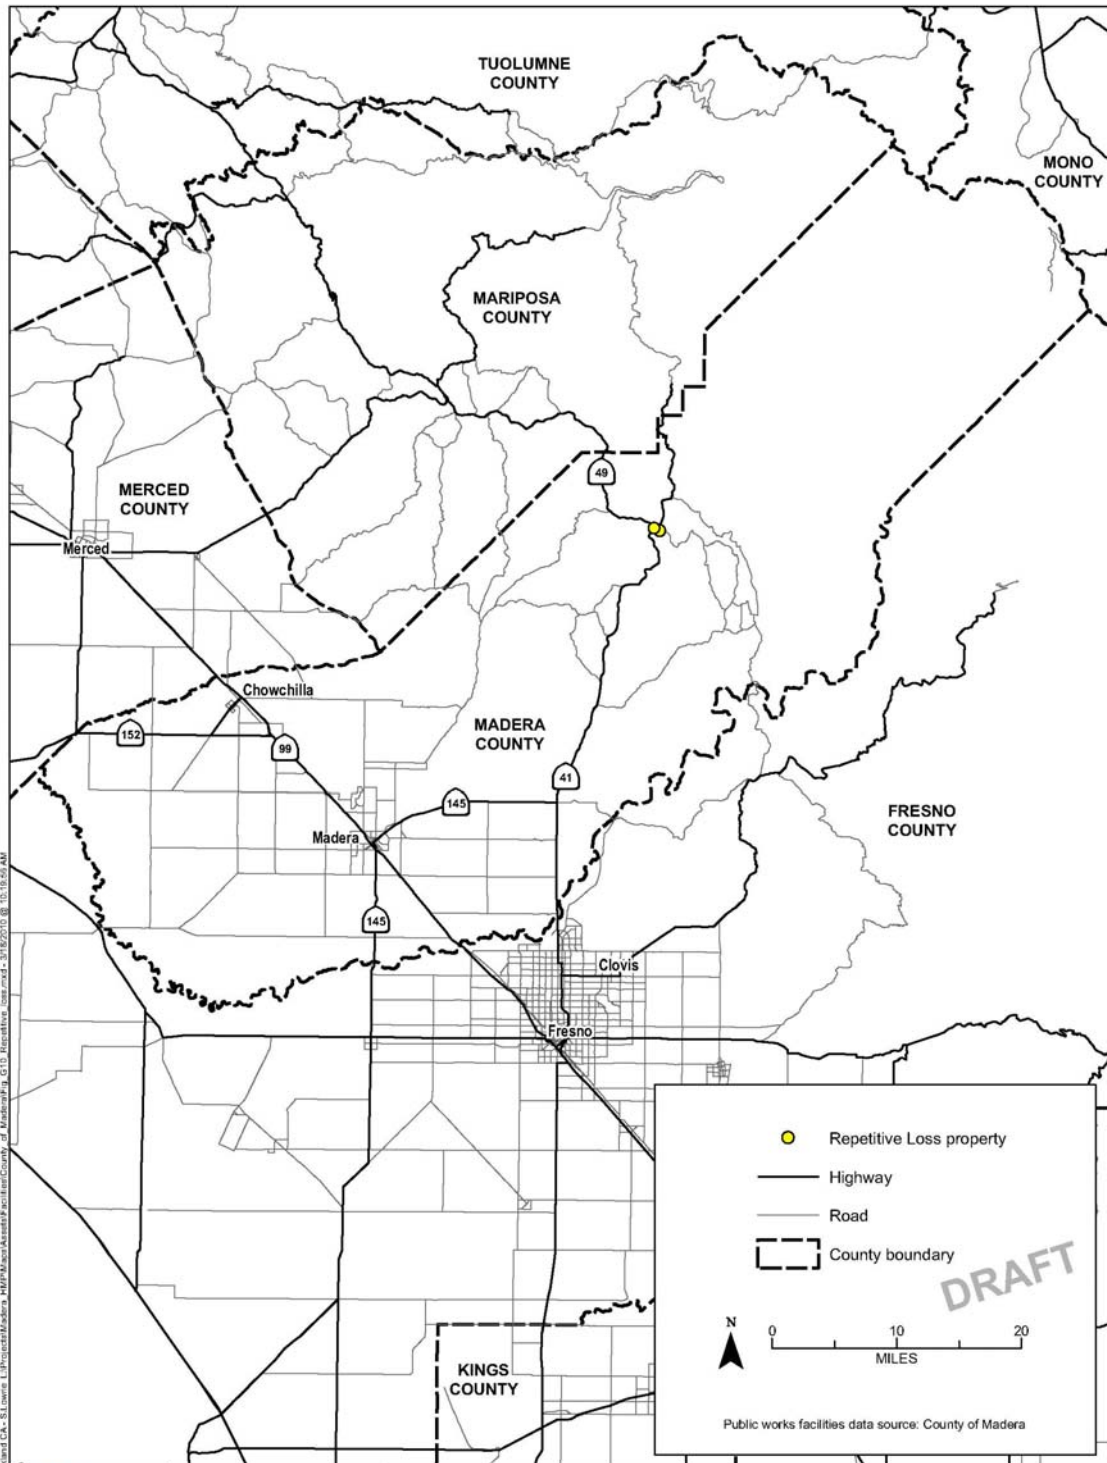 TUOLUMNE
COUNTY
MONO
COUNTY
MARIPOSA
COUNTY
49
MERCED
COUNTY
Merced
Chowchilla
152
99
MADERA
COUNTY
41
145
Madera
FRESNO
COUNTY
145
Clovis
Fresno
Repetitive Loss property
Highway
Road
County boundary
DRAFT
N
0 10 20
MILES
KINGS
COUNTY
Public works facilities data source: County of Madera